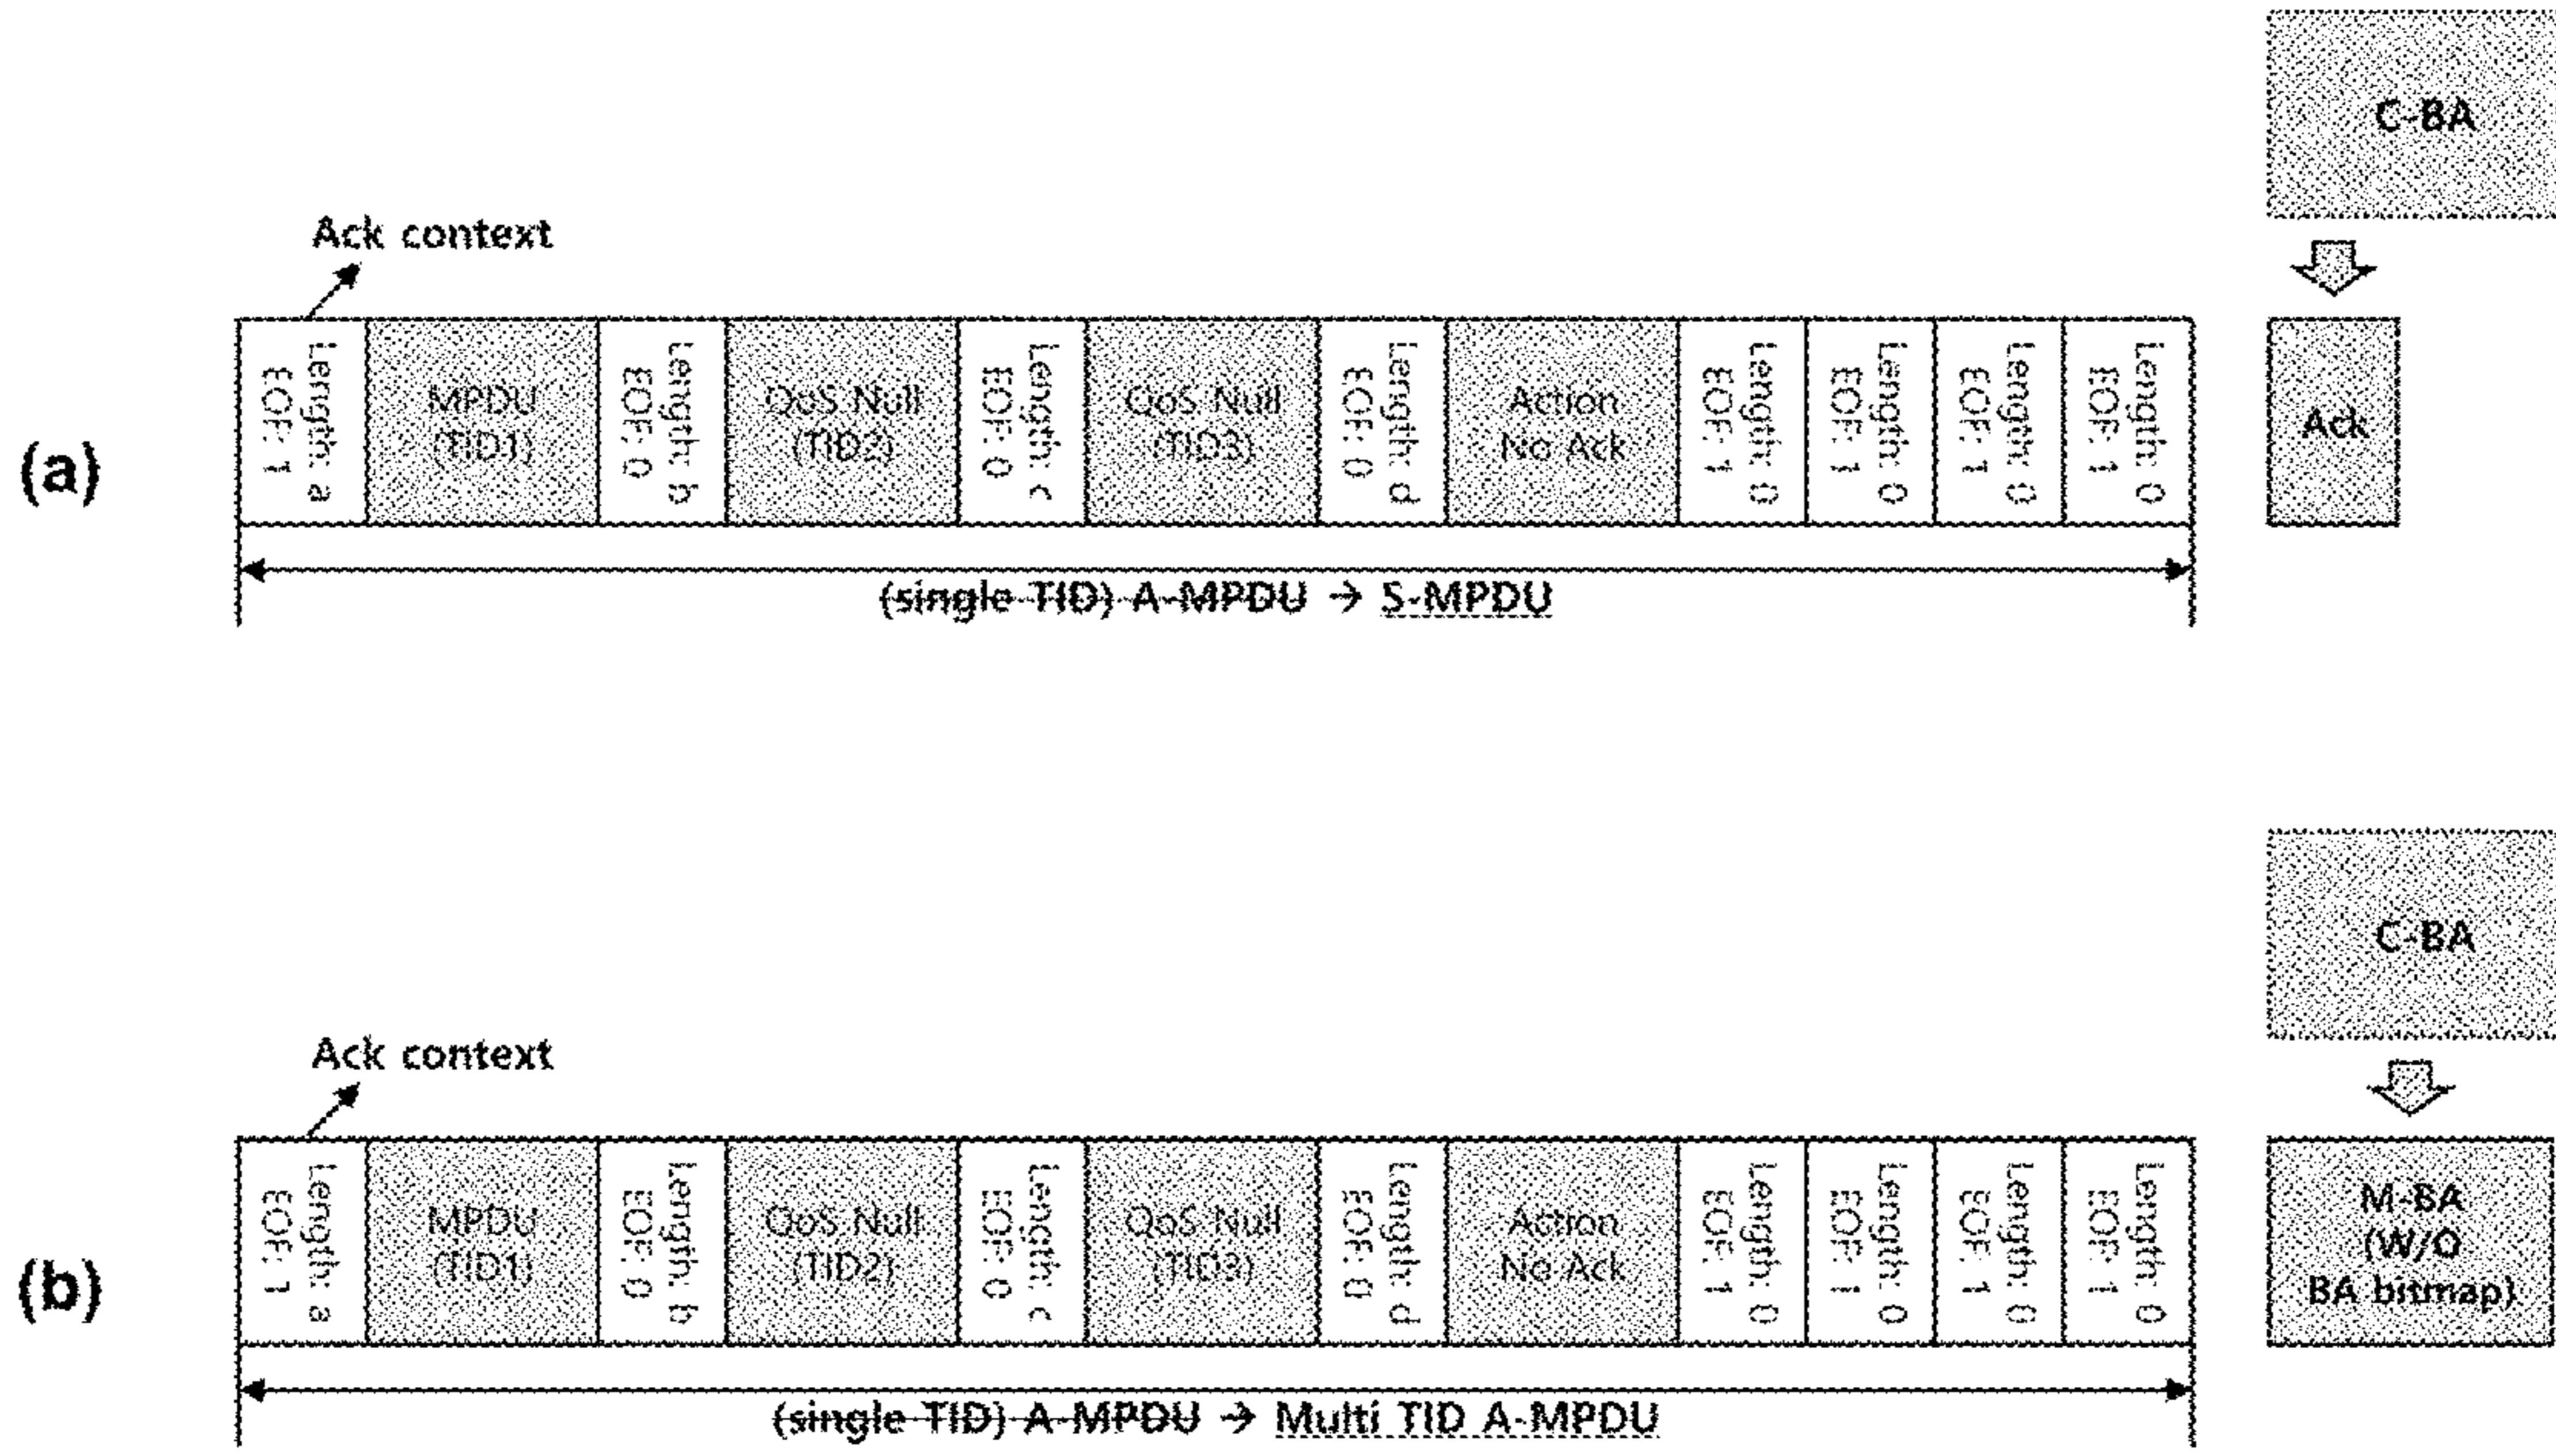 C-BA
Ack context
(a)
Length: a
EOF: 1
MPDU
(TID1)
Length: b
EOF: 0
QoS Null
(TID2)
Length: c
EOF: 0
QoS Null
(TID3)
Length: d
EOF: 0
Action
No Ack
Length: 0
EOF: 1
Length: 0
EOF: 1
Length: 0
EOF: 1
Length: 0
EOF: 1
Ack
(single TID) A-MPDU → S-MPDU
C-BA
Ack context
(b)
Length: a
EOF: 1
MPDU
(TID1)
Length: b
EOF: 0
QoS Null
(TID2)
Length: c
EOF: 0
QoS Null
(TID3)
Length: d
EOF: 0
Action
No Ack
Length: 0
EOF: 1
Length: 0
EOF: 1
Length: 0
EOF: 1
Length: 0
EOF: 1
M-BA
(W/O
BA bitmap)
(single TID) A-MPDU → Multi TID A-MPDU